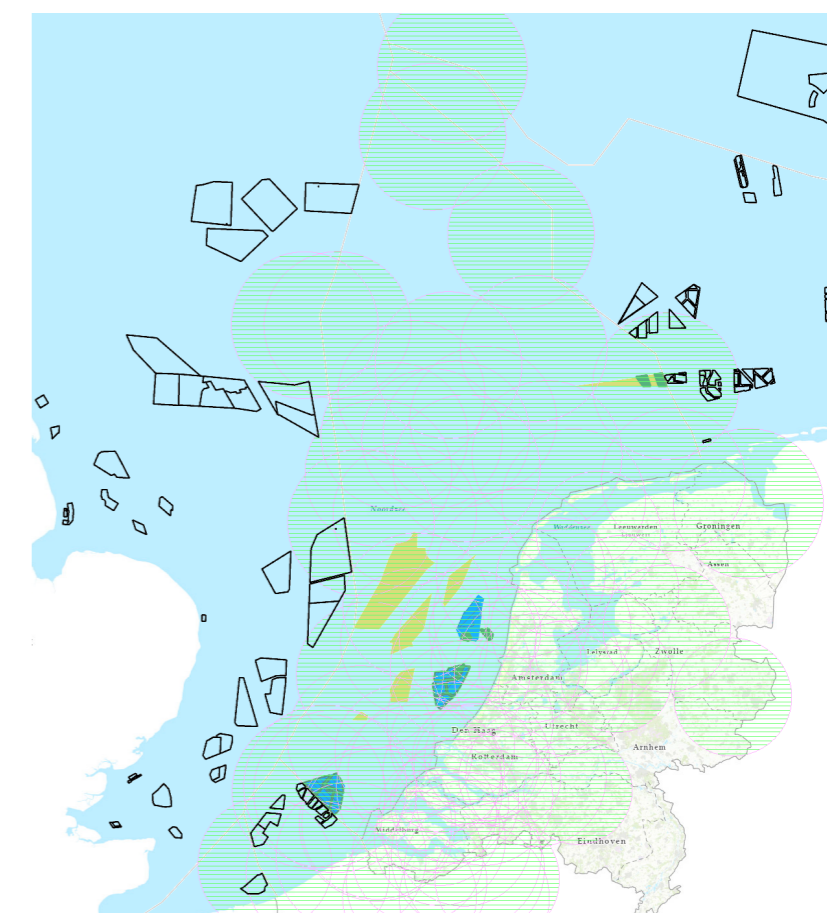 Noordzee
Waddenzee
Leeuwarden
Groningen
Assen
Lelystad
Zwolle
Amsterdam
Den Haag
Utrecht
Arnhem
Rotterdam
Middelburg
Eindhoven